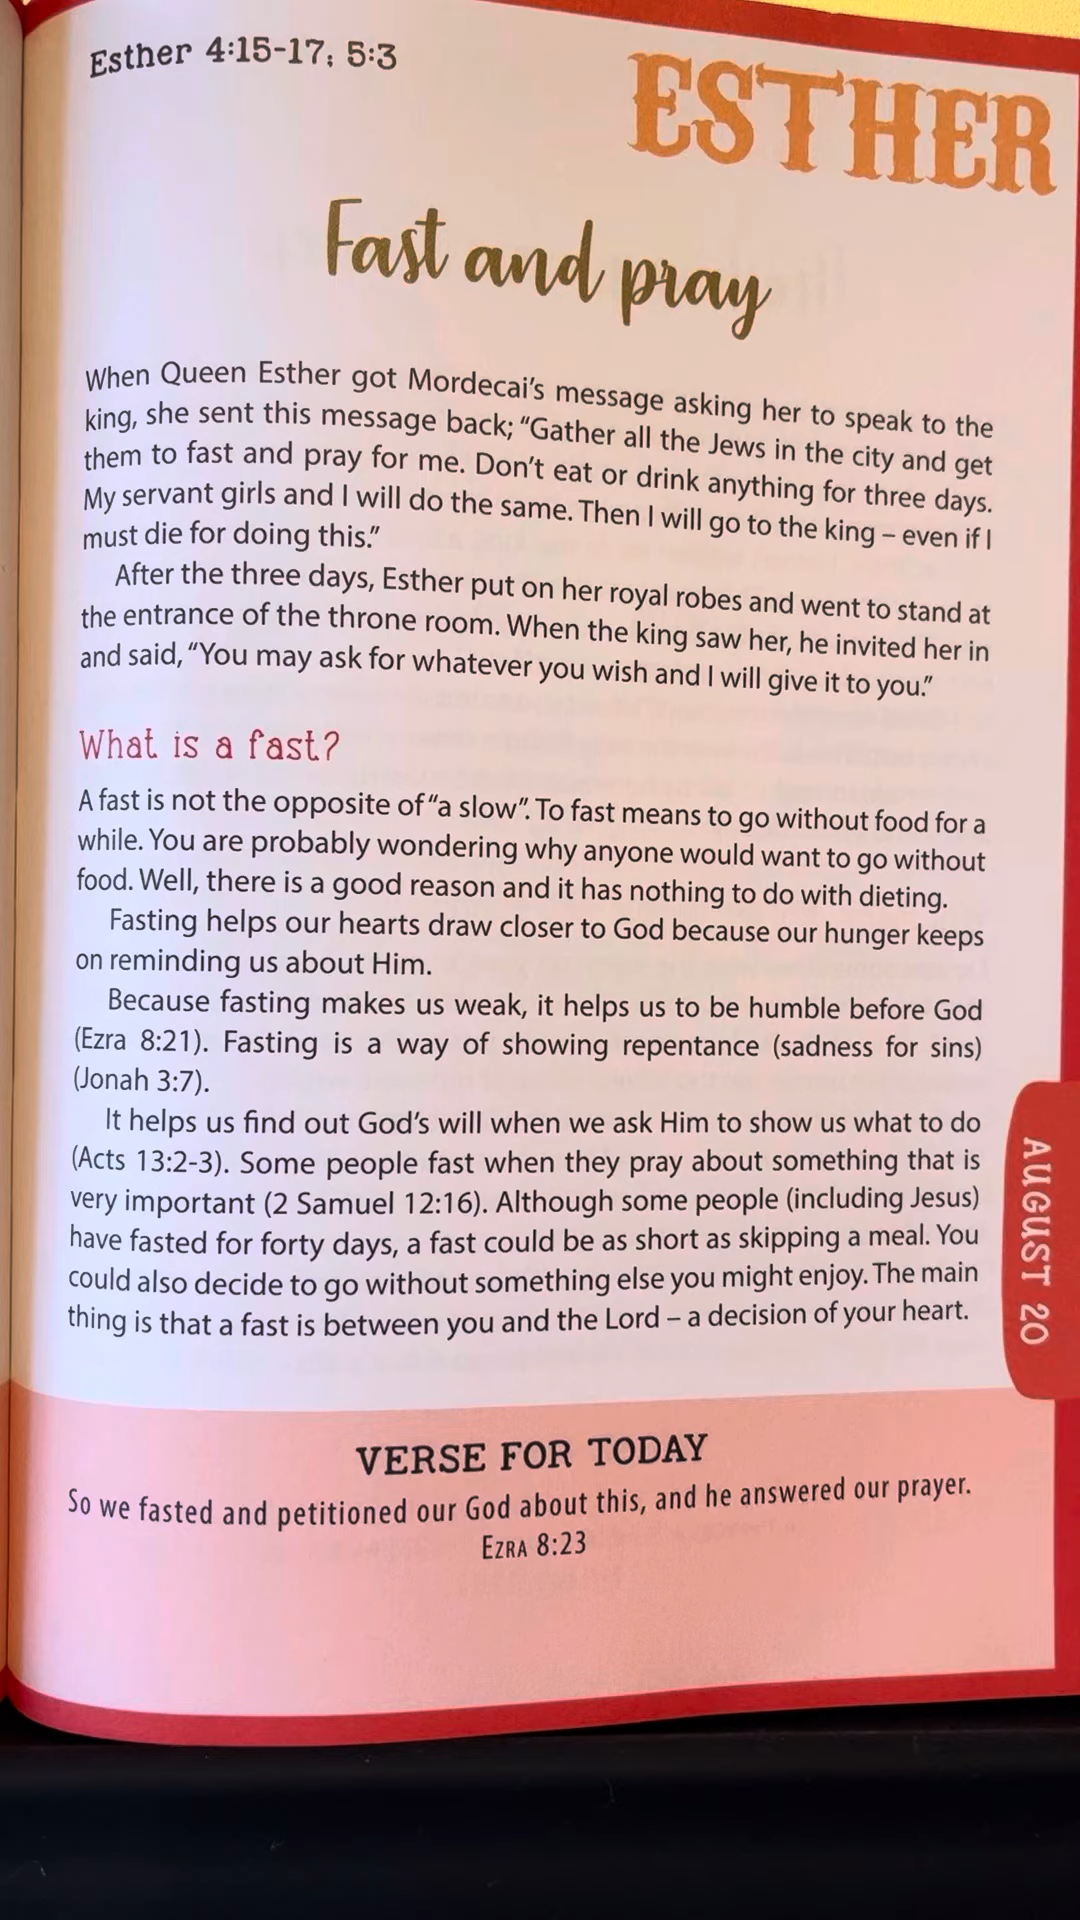 Esther 4:15-17; 5:3
ESTHER
Fast and pray
When Queen Esther got Mordecai's message asking her to speak to the
king, she sent this message back; "Gather all the Jews in the city and get
them to fast and pray for me. Don't eat or drink anything for three days.
My servant girls and I will do the same. Then I will go to the king – even if I
must die for doing this."
After the three days, Esther put on her royal robes and went to stand at
the entrance of the throne room. When the king saw her, he invited her in
and said, "You may ask for whatever you wish and I will give it to you."
What is a fast?
A fast is not the opposite of "a slow". To fast means to go without food for a
while. You are probably wondering why anyone would want to go without
food. Well, there is a good reason and it has nothing to do with dieting.
Fasting helps our hearts draw closer to God because our hunger keeps
on reminding us about Him.
Because fasting makes us weak, it helps us to be humble before God
(Ezra 8:21). Fasting is a way of showing repentance (sadness for sins)
(Jonah 3:7).
It helps us find out God's will when we ask Him to show us what to do
(Acts 13:2-3). Some people fast when they pray about something that is
very important (2 Samuel 12:16). Although some people (including Jesus)
have fasted for forty days, a fast could be as short as skipping a meal. You
could also decide to go without something else you might enjoy. The main
thing is that a fast is between you and the Lord – a decision of your heart.
AUGUST 20
VERSE FOR TODAY
So we fasted and petitioned our God about this, and he answered our prayer.
EZRA 8:23